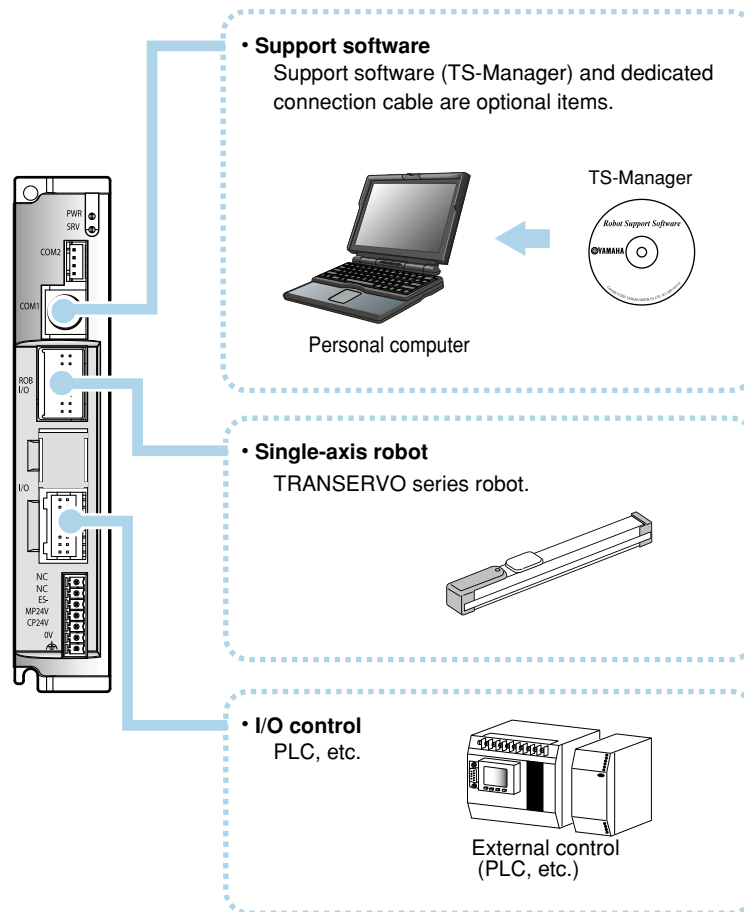 • Support software
Support software (TS-Manager) and dedicated
connection cable are optional items.
TS-Manager
Robot Support Software
YAMAHA
Personal computer
PWR
SRV
COM2
COM1
ROB
I/O
I/O
NC
NC
ES-
MP24V
CP24V
0V
• Single-axis robot
TRANSERVO series robot.
• I/O control
PLC, etc.
External control
(PLC, etc.)